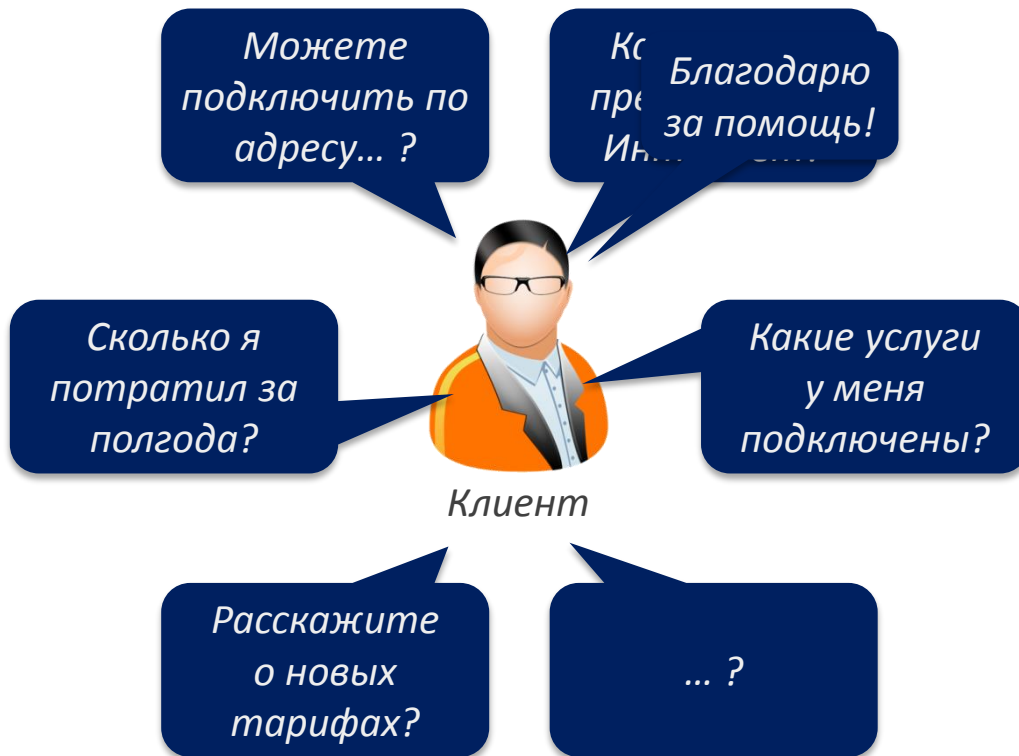 Можете
подключить по
адресу... ?
Благодарю
за помощь!
Сколько я
потратил за
полгода?
Какие услуги
у меня
подключены?
Клиент
Расскажите
о новых
тарифах?
... ?